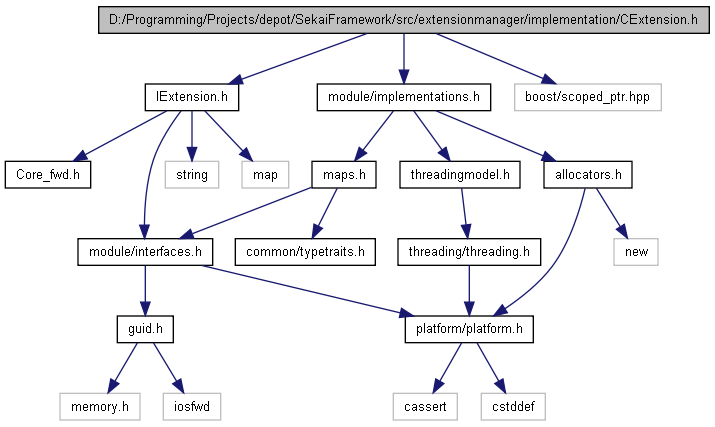 D:/Programming/Projects/depot/SekaiFramework/src/extensionmanager/implementation/CExtension.h
IExtension.h
module/implementations.h
boost/scoped_ptr.hpp
Core_fwd.h
string
map
maps.h
threadingmodel.h
allocators.h
module/interfaces.h
common/typetraits.h
threading/threading.h
new
guid.h
platform/platform.h
memory.h
iosfwd
cassert
cstddef